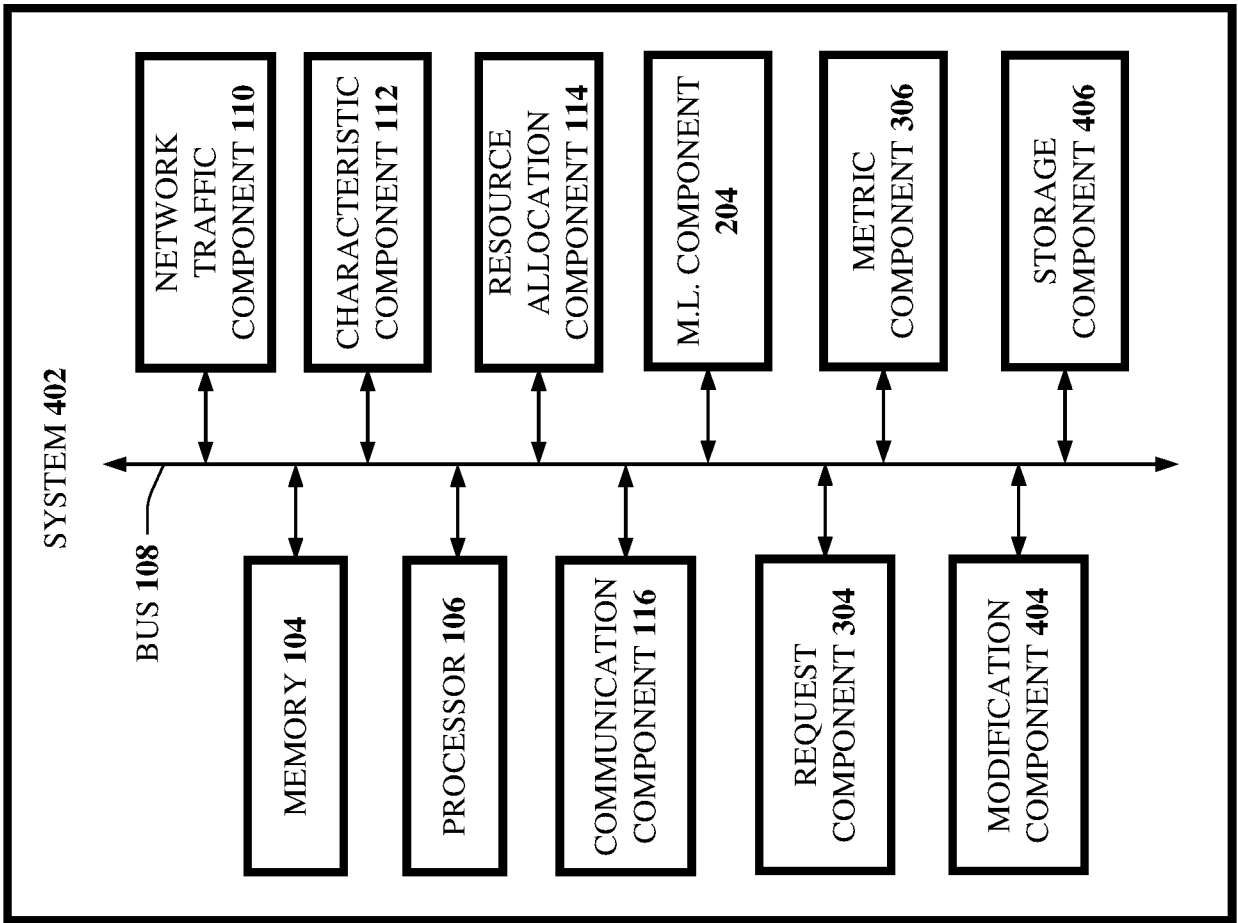 SYSTEM 402
BUS 108
MEMORY 104
PROCESSOR 106
COMMUNICATION
COMPONENT 116
REQUEST
COMPONENT 304
MODIFICATION
COMPONENT 404
NETWORK
TRAFFIC
COMPONENT 110
CHARACTERISTIC
COMPONENT 112
RESOURCE
ALLOCATION
COMPONENT 114
M.L. COMPONENT
204
METRIC
COMPONENT 306
STORAGE
COMPONENT 406